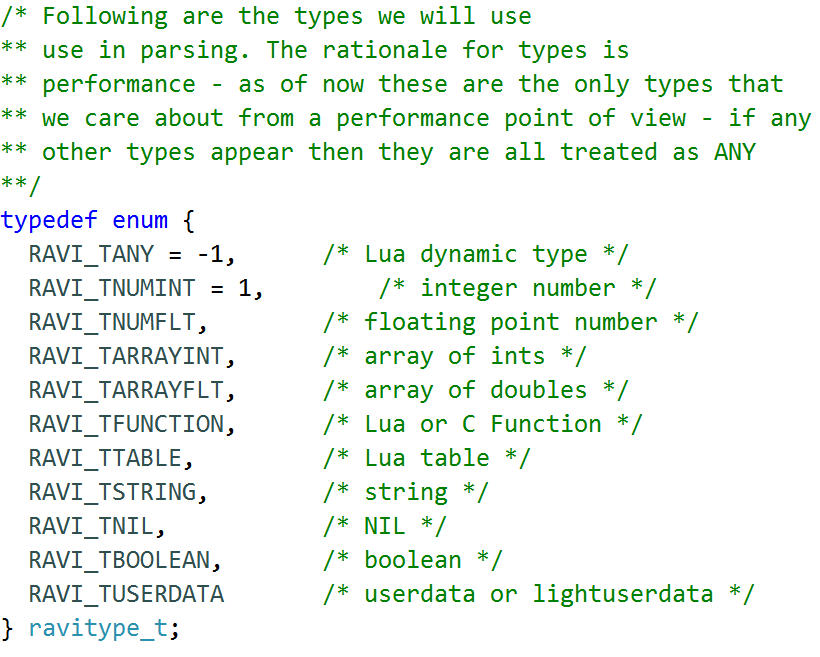 /* Following are the types we will use
** use in parsing. The rationale for types is
** performance - as of now these are the only types that
** we care about from a performance point of view - if any
** other types appear then they are all treated as ANY
**/
typedef enum {
  RAVI_TANY = -1,      /* Lua dynamic type */
  RAVI_TNUMINT = 1,        /* integer number */
  RAVI_TNUMFLT,        /* floating point number */
  RAVI_TARRAYINT,      /* array of ints */
  RAVI_TARRAYFLT,      /* array of doubles */
  RAVI_TFUNCTION,      /* Lua or C Function */
  RAVI_TTABLE,         /* Lua table */
  RAVI_TSTRING,        /* string */
  RAVI_TNIL,           /* NIL */
  RAVI_TBOOLEAN,       /* boolean */
  RAVI_TUSERDATA       /* userdata or lightuserdata */
} ravitype_t;